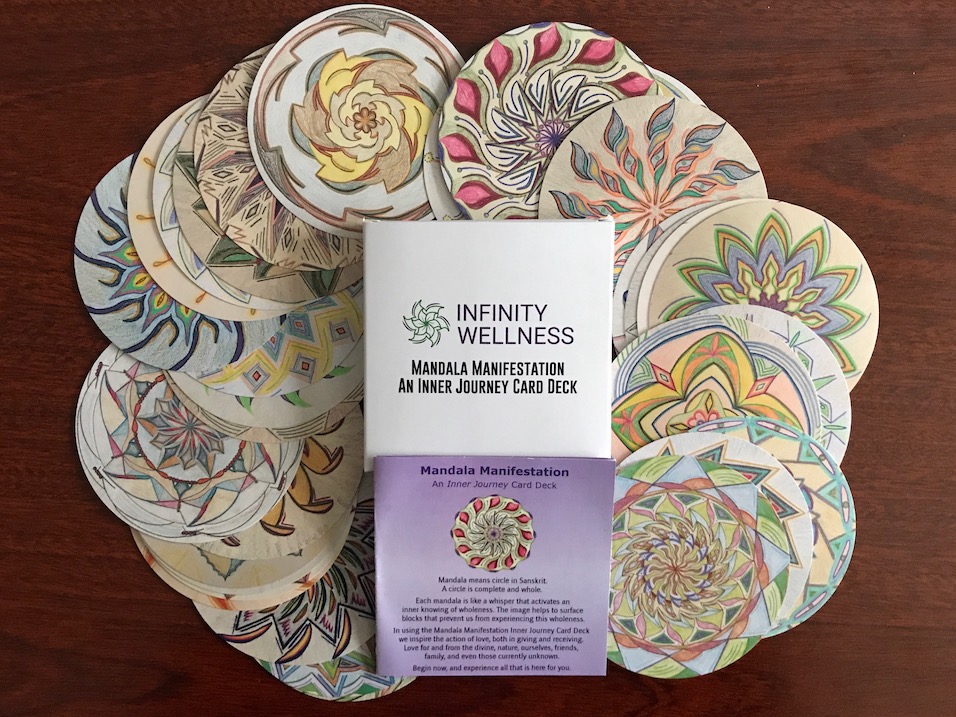 INFINITY
WELLNESS
MANDALA MANIFESTATION
AN INNER JOURNEY CARD DECK
Mandala Manifestation
An Inner Journey Card Deck
Mandala means circle in Sanskrit.
A circle is complete and whole.
Each mandala is like a whisper that activates an
inner knowing of wholeness. The image helps to surface
blocks that prevent us from experiencing this wholeness.
In using the Mandala Manifestation Inner Journey Card Deck
we inspire the action of love, both in giving and receiving.
Love for and from the divine, nature, ourselves, friends,
family, and even those currently unknown.
Begin now, and experience all that is here for you.